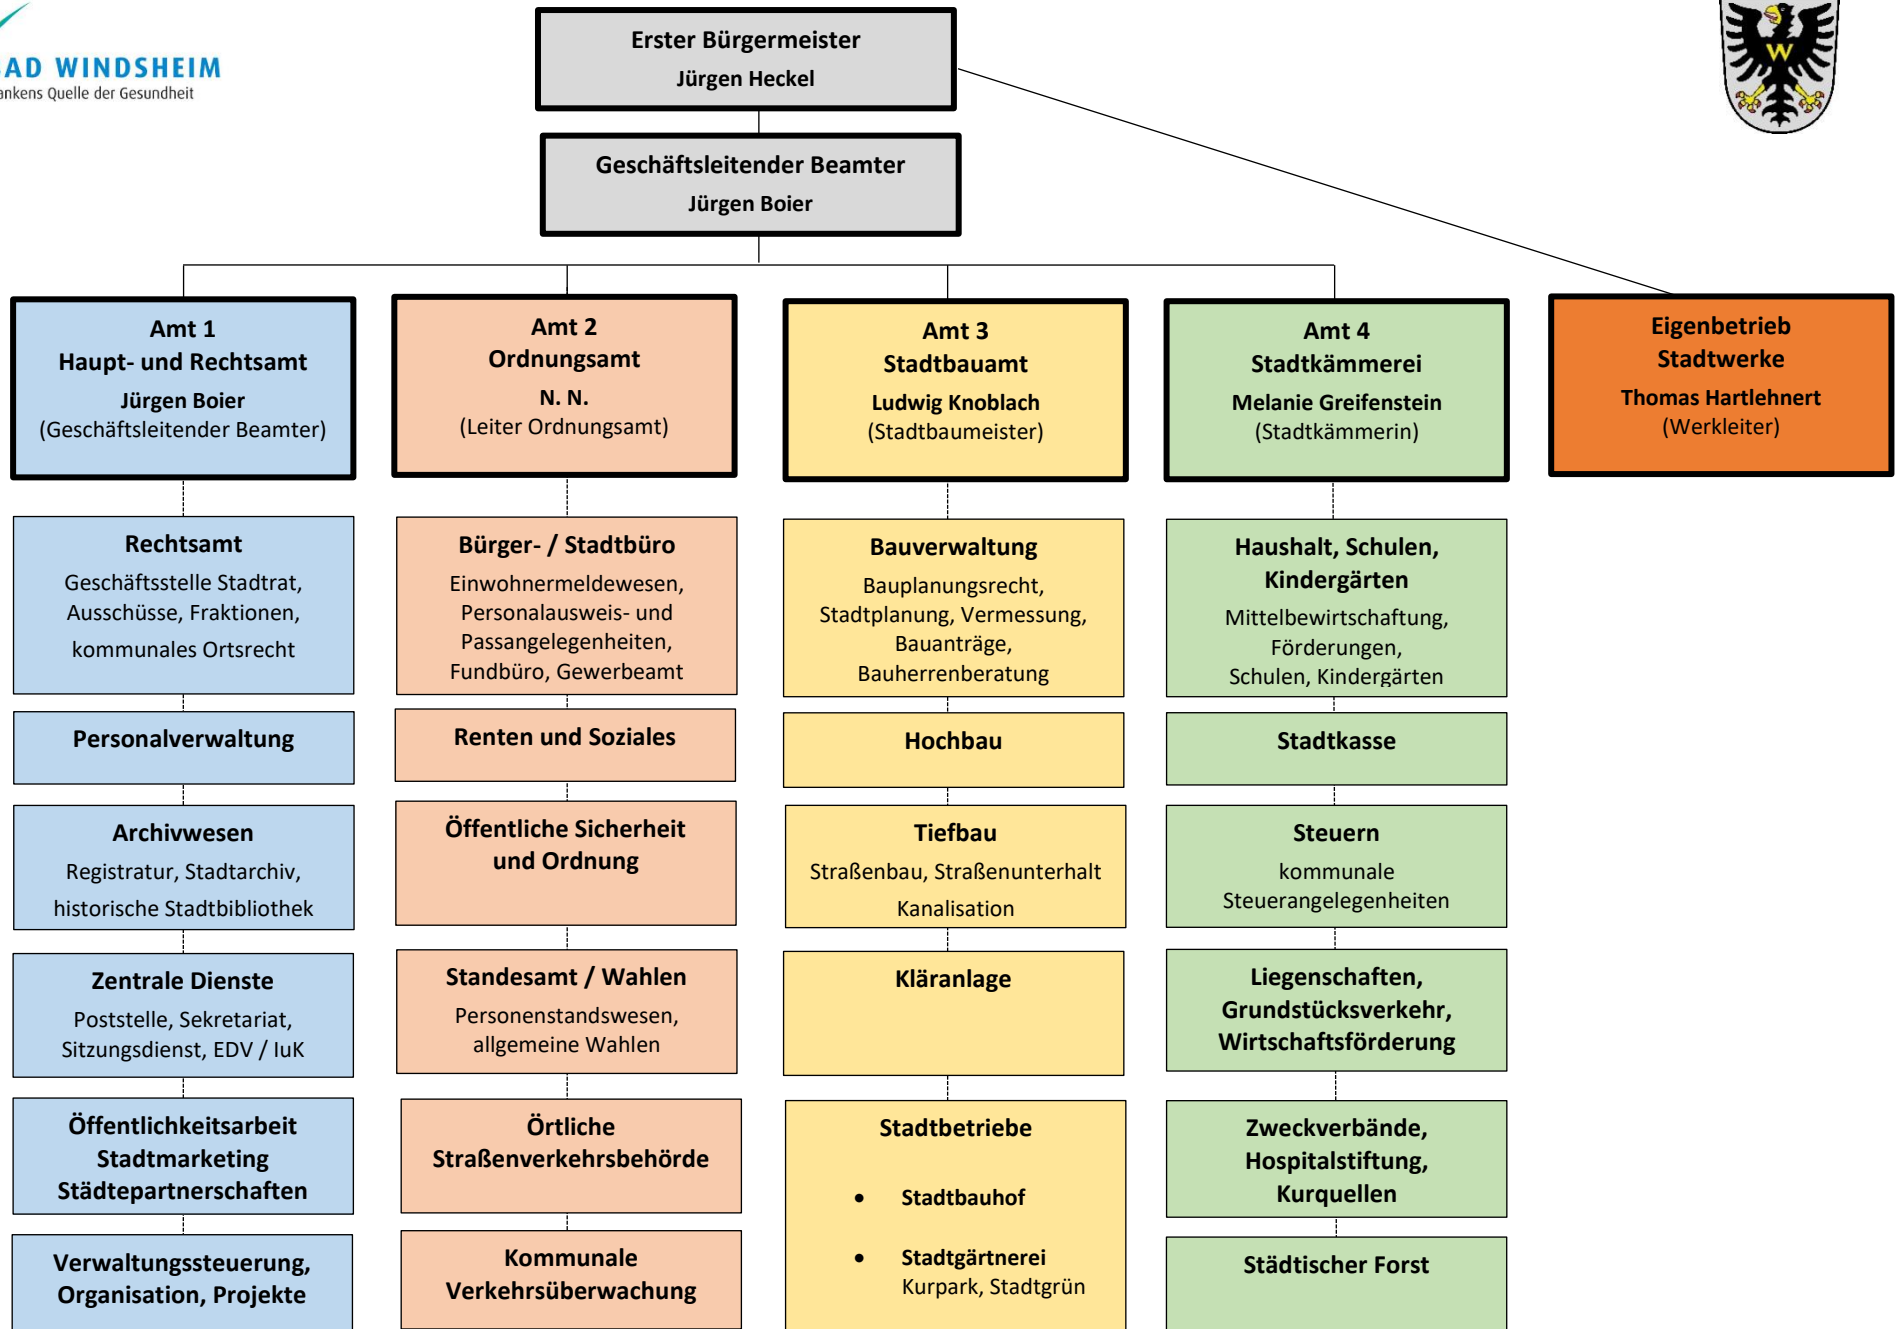 BAD WINDSHEIM
ankens Quelle der Gesundheit
W
Erster Bürgermeister
Jürgen Heckel
Geschäftsleitender Beamter
Jürgen Boier
Amt 1
Haupt- und Rechtsamt
Jürgen Boier
(Geschäftsleitender Beamter)
Rechtsamt
Geschäftsstelle Stadtrat,
Ausschüsse, Fraktionen,
kommunales Ortsrecht
Personalverwaltung
Archivwesen
Registratur, Stadtarchiv,
historische Stadtbibliothek
Zentrale Dienste
Poststelle, Sekretariat,
Sitzungsdienst, EDV / IuK
Öffentlichkeitsarbeit
Stadtmarketing
Städtepartnerschaften
Verwaltungssteuerung,
Organisation, Projekte
Amt 2
Ordnungsamt
N. N.
(Leiter Ordnungsamt)
Bürger- / Stadtbüro
Einwohnermeldewesen,
Personalausweis- und
Passangelegenheiten,
Fundbüro, Gewerbeamt
Renten und Soziales
Öffentliche Sicherheit
und Ordnung
Standesamt / Wahlen
Personenstandswesen,
allgemeine Wahlen
Örtliche
Straßenverkehrsbehörde
Kommunale
Verkehrsüberwachung
Amt 3
Stadtbauamt
Ludwig Knoblach
(Stadtbaumeister)
Bauverwaltung
Bauplanungsrecht,
Stadtplanung, Vermessung,
Bauanträge,
Bauherrenberatung
Hochbau
Tiefbau
Straßenbau, Straßenunterhalt
Kanalisation
Kläranlage
Stadtbetriebe
• Stadtbauhof
• Stadtgärtnerei
Kurpark, Stadtgrün
Amt 4
Stadtkämmerei
Melanie Greifenstein
(Stadtkämmerin)
Haushalt, Schulen,
Kindergärten
Mittelbewirtschaftung,
Förderungen,
Schulen, Kindergärten
Stadtkasse
Steuern
kommunale
Steuerangelegenheiten
Liegenschaften,
Grundstücksverkehr,
Wirtschaftsförderung
Zweckverbände,
Hospitalstiftung,
Kurquellen
Städtischer Forst
Eigenbetrieb
Stadtwerke
Thomas Hartlehnert
(Werkleiter)